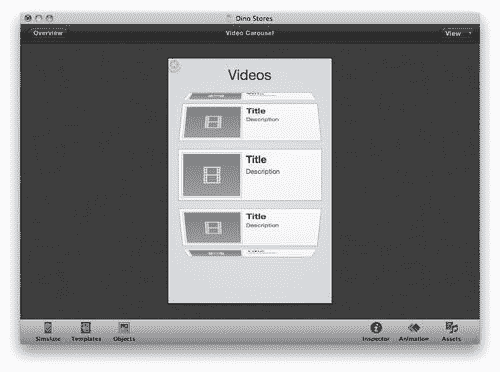 Dino Stores
Overview
Video Carousel
View
Videos
Title
Description
Title
Description
Title
Description
Simulate
Templates
Objects
Inspector
Animation
Assets